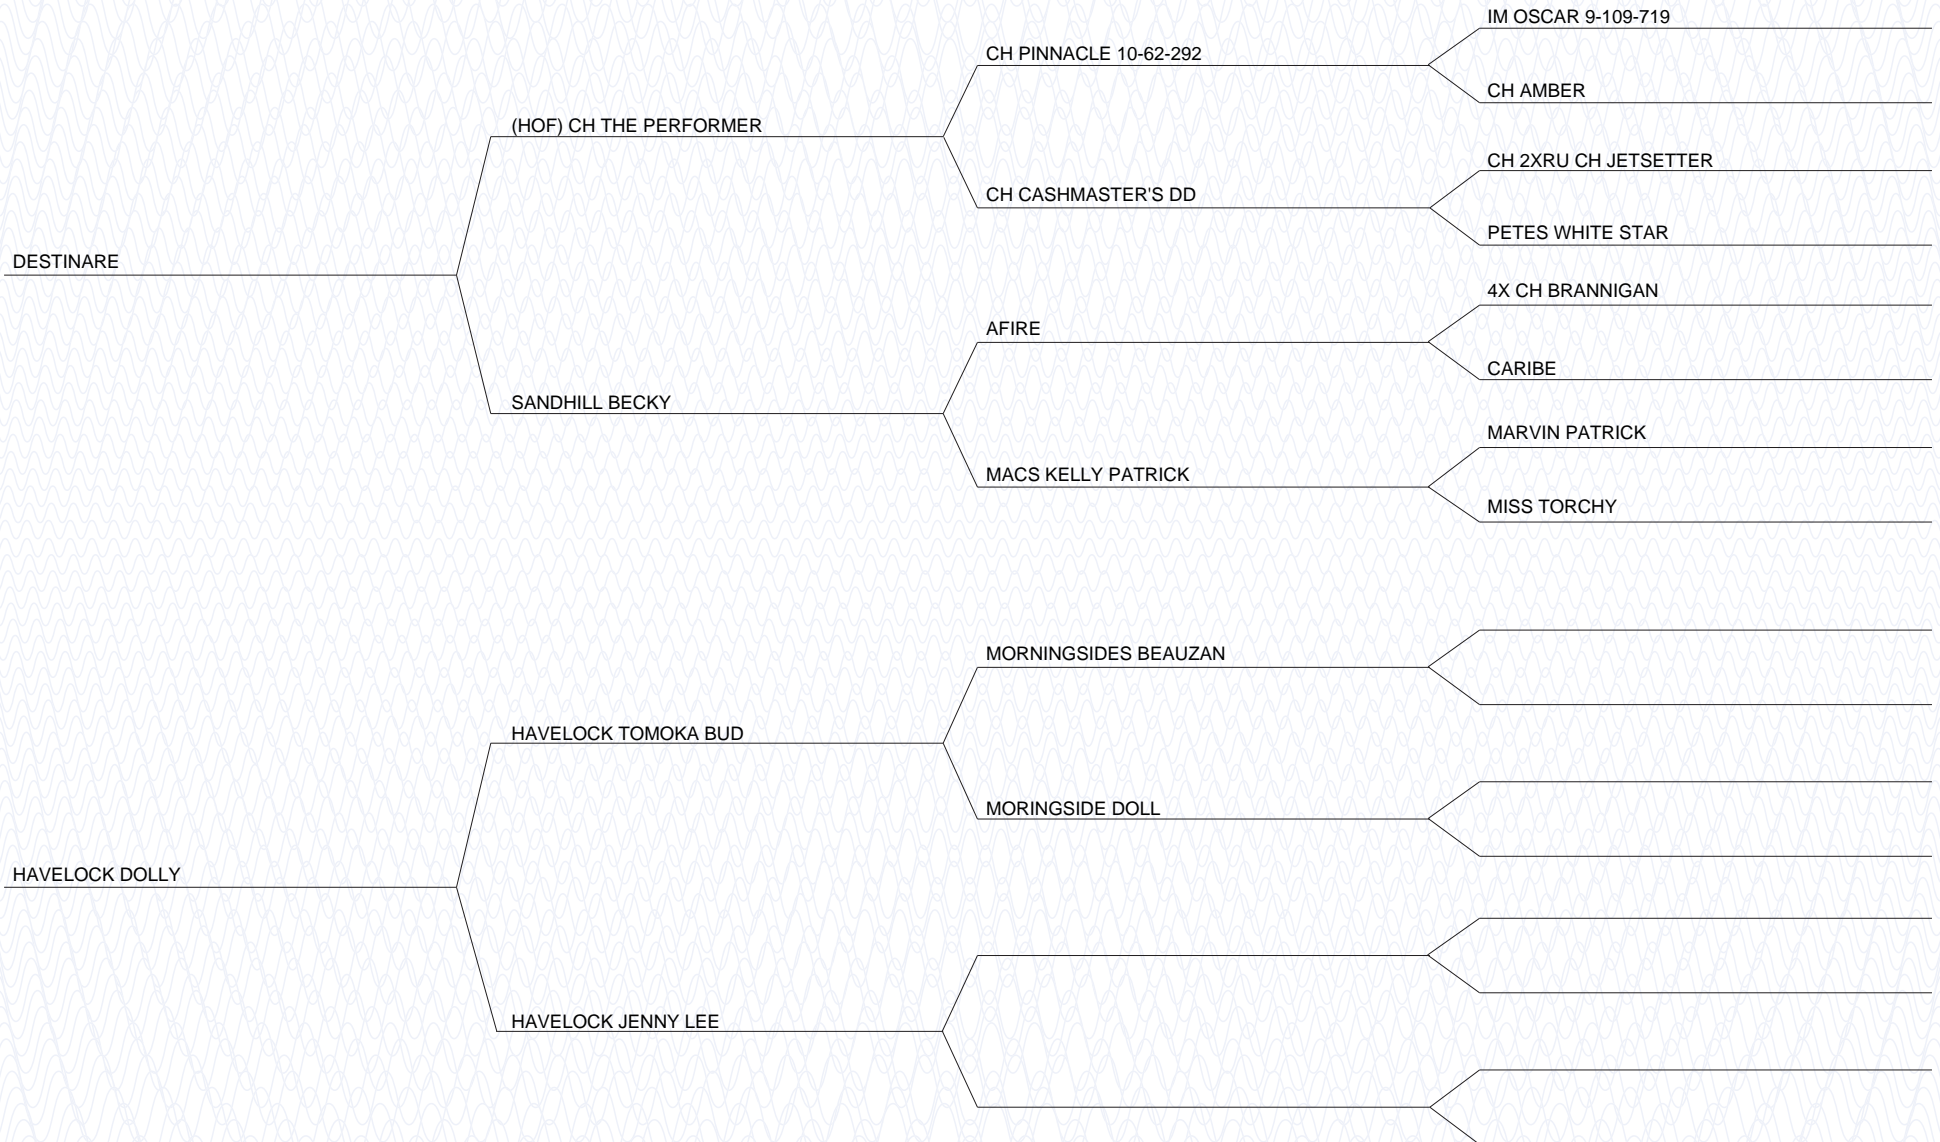 IM OSCAR 9-109-719
CH PINNACLE 10-62-292
CH AMBER
(HOF) CH THE PERFORMER
CH 2XRU CH JETSETTER
CH CASHMASTER'S DD
PETES WHITE STAR
DESTINARE
4X CH BRANNIGAN
AFIRE
CARIBE
SANDHILL BECKY
MARVIN PATRICK
MACS KELLY PATRICK
MISS TORCHY
MORNINGSIDES BEAUZAN
HAVELOCK TOMOKA BUD
MORINGSIDE DOLL
HAVELOCK DOLLY
HAVELOCK JENNY LEE